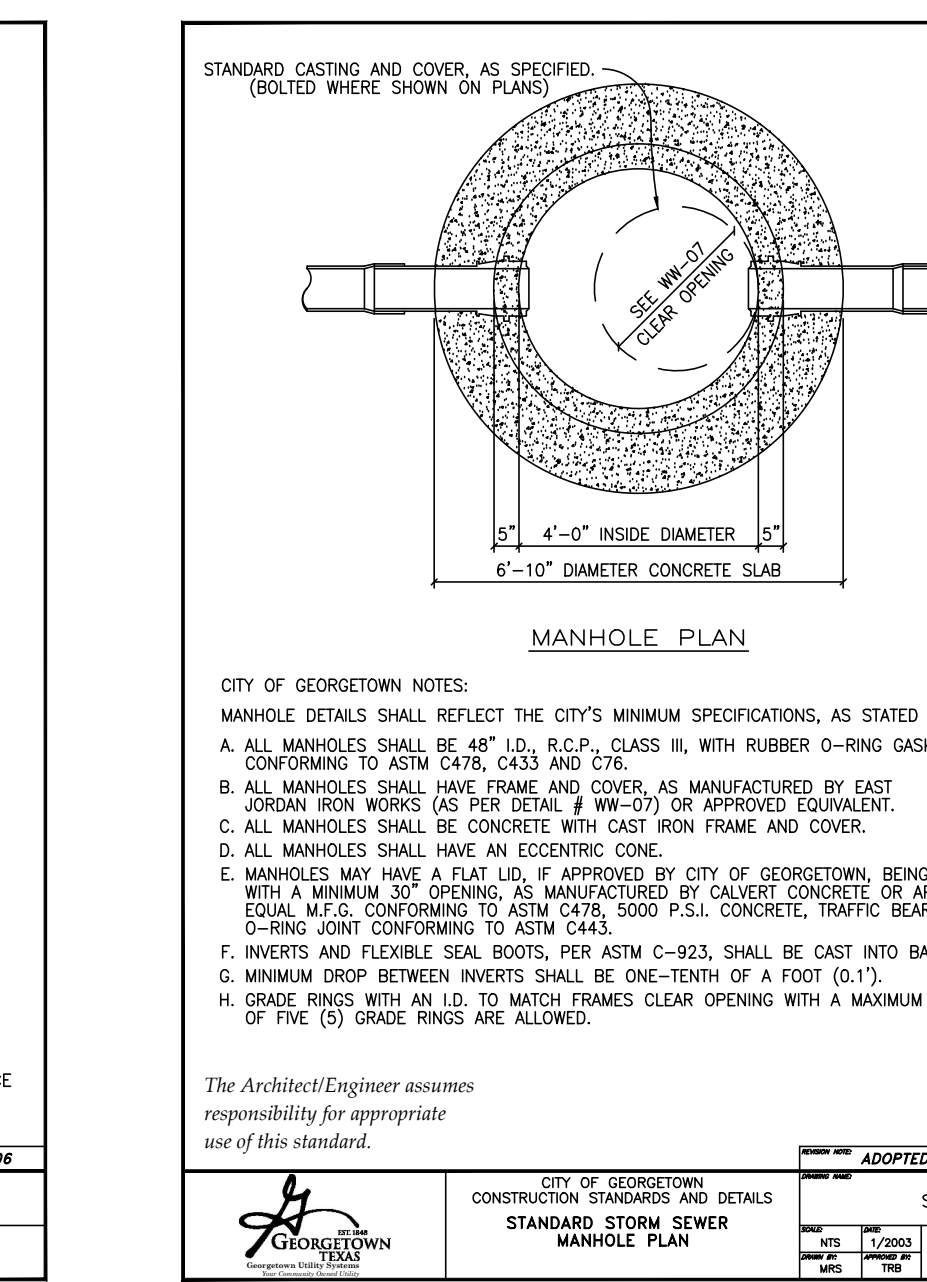 STANDARD CASTING AND COVER, AS SPECIFIED.
(BOLTED WHERE SHOWN ON PLANS)
SEE WW-07
CLEAR OPENING
5" 4'-0" INSIDE DIAMETER 5"
6'-10" DIAMETER CONCRETE SLAB
MANHOLE PLAN
CITY OF GEORGETOWN NOTES:
MANHOLE DETAILS SHALL REFLECT THE CITY'S MINIMUM SPECIFICATIONS, AS STATED
A. ALL MANHOLES SHALL BE 48" I.D., R.C.P., CLASS III, WITH RUBBER O-RING
CONFORMING TO ASTM C478, C433 AND C76.
B. ALL MANHOLES SHALL HAVE FRAME AND COVER, AS MANUFACTURED BY EAST
JORDAN IRON WORKS (AS PER DETAIL # WW-07) OR APPROVED EQUIVALENT.
C. ALL MANHOLES SHALL BE CONCRETE WITH CAST IRON FRAME AND COVER.
D. ALL MANHOLES SHALL HAVE AN ECCENTRIC CONE.
E. MANHOLES MAY HAVE A FLAT LID, IF APPROVED BY CITY OF GEORGETOWN, BEING
WITH A MINIMUM 30" OPENING, AS MANUFACTURED BY CALVERT CONCRETE OR
EQUAL M.F.G. CONFORMING TO ASTM C478, 5000 P.S.I. CONCRETE, TRAFFIC
O-RING JOINT CONFORMING TO ASTM C443.
F. INVERTS AND FLEXIBLE SEAL BOOTS, PER ASTM C-923, SHALL BE CAST INTO
G. MINIMUM DROP BETWEEN INVERTS SHALL BE ONE-TENTH OF A FOOT (0.1').
H. GRADE RINGS WITH AN I.D. TO MATCH FRAMES CLEAR OPENING WITH A MAXIMUM
OF FIVE (5) GRADE RINGS ARE ALLOWED.
The Architect/Engineer assumes
responsibility for appropriate
use of this standard.
REVISION NOTE: ADOPTED
EST. 1848
GEORGETOWN
TEXAS
Georgetown Utility Systems
Your Community Owned Utility
CITY OF GEORGETOWN
CONSTRUCTION STANDARDS AND DETAILS
STANDARD STORM SEWER
MANHOLE PLAN
DRAWING NAME:
SCALE: DATE:
NTS 1/2003
DRAWN BY: APPROVED BY:
MRS TRB